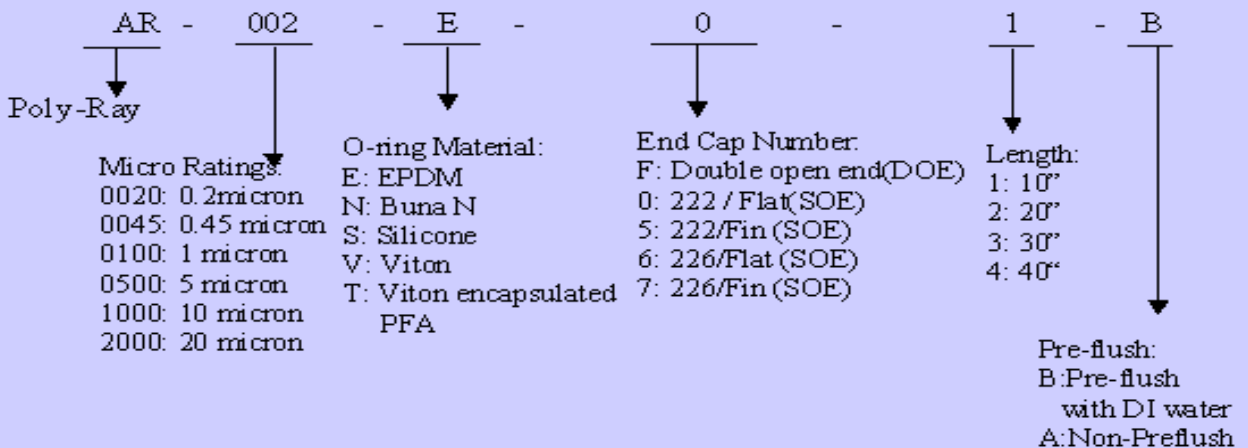 AR - 002 - E - 0 - 1 - B
Poly-Ray
Micro Ratings:
0020: 0.2micron
0045: 0.45 micron
0100: 1 micron
0500: 5 micron
1000: 10 micron
2000: 20 micron
O-ring Material:
E: EPDM
N: Buna N
S: Silicone
V: Viton
T: Viton encapsulated
PFA
End Cap Number:
F: Double open end(DOE)
0: 222 / Flat(SOE)
5: 222/Fin (SOE)
6: 226/Flat (SOE)
7: 226/Fin (SOE)
Length:
1: 10”
2: 20”
3: 30”
4: 40“
Pre-flush:
B:Pre-flush
with DI water
A:Non-Preflush